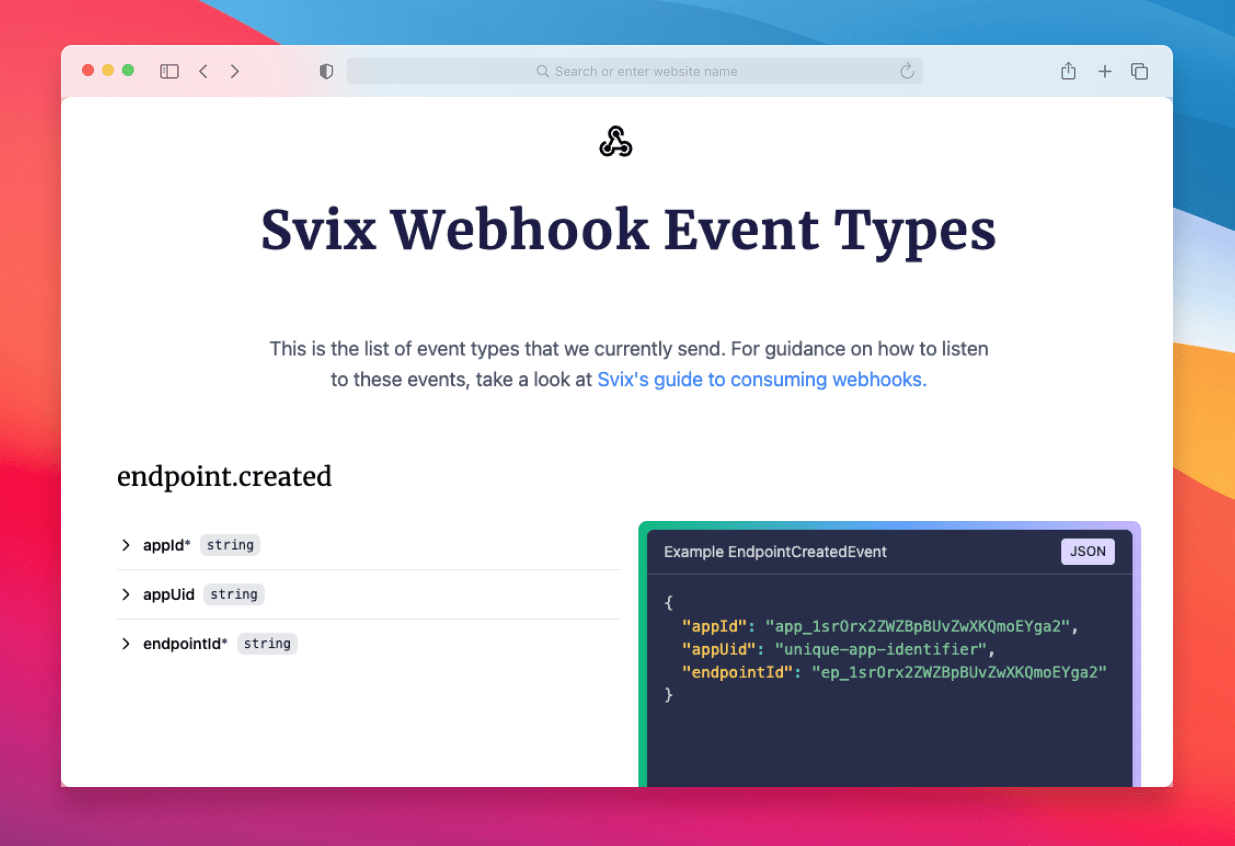 Search or enter website name
Svix Webhook Event Types
This is the list of event types that we currently send. For guidance on how to listen
to these events, take a look at Svix's guide to consuming webhooks.
endpoint.created
appId* string
appUid string
endpointId* string
Example EndpointCreatedEvent JSON
{
"appId": "app_1srOrx2ZWZBpBUvZwXKQmoEYga2",
"appUid": "unique-app-identifier",
"endpointId": "ep_1srOrx2ZWZBpBUvZwXKQmoEYga2"
}